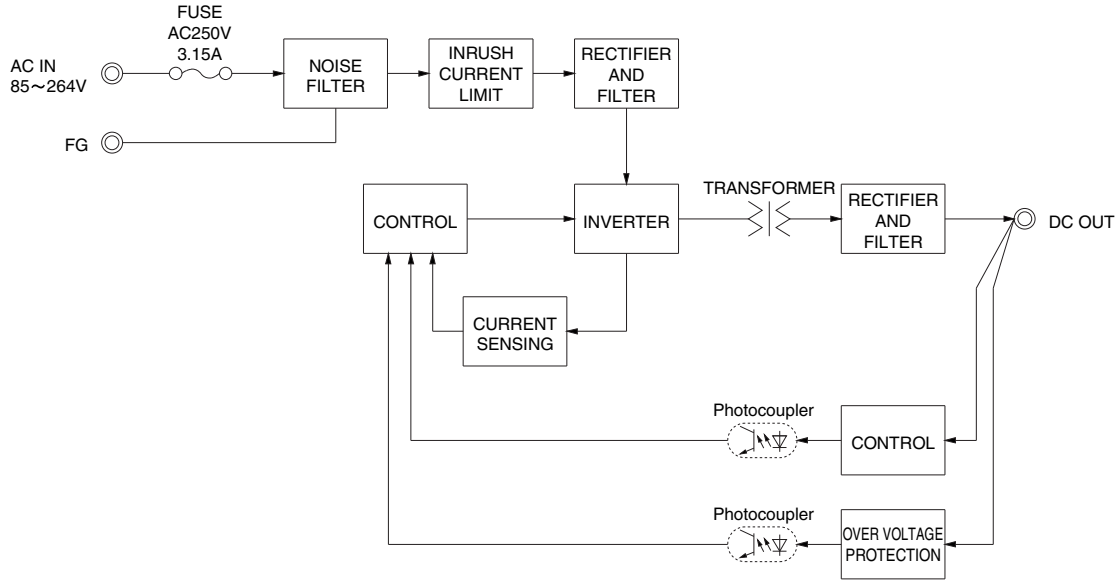 FUSE
AC250V
3.15A
AC IN
85～264V
NOISE
FILTER
INRUSH
CURRENT
LIMIT
RECTIFIER
AND
FILTER
FG
CONTROL
INVERTER
TRANSFORMER
RECTIFIER
AND
FILTER
DC OUT
CURRENT
SENSING
Photocoupler
CONTROL
Photocoupler
OVER VOLTAGE
PROTECTION